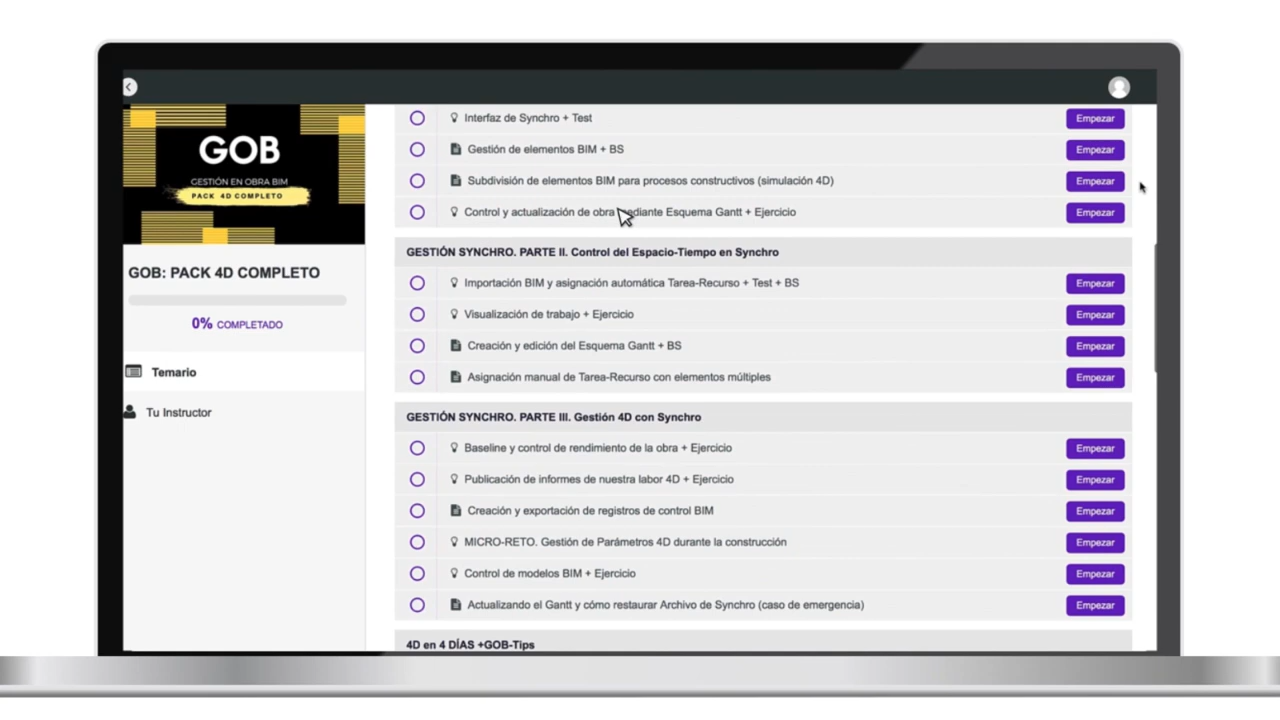 GOB
GESTIÓN EN OBRA BIM
PACK 4D COMPLETO
GOB: PACK 4D COMPLETO
0% COMPLETADO
Temario
Tu Instructor
Interfaz de Synchro + Test Empezar
Gestión de elementos BIM + BS Empezar
Subdivisión de elementos BIM para procesos constructivos (simulación 4D) Empezar
Control y actualización de obra mediante Esquema Gantt + Ejercicio Empezar
GESTIÓN SYNCHRO. PARTE II. Control del Espacio-Tiempo en Synchro
Importación BIM y asignación automática Tarea-Recurso + Test + BS Empezar
Visualización de trabajo + Ejercicio Empezar
Creación y edición del Esquema Gantt + BS Empezar
Asignación manual de Tarea-Recurso con elementos múltiples Empezar
GESTIÓN SYNCHRO. PARTE III. Gestión 4D con Synchro
Baseline y control de rendimiento de la obra + Ejercicio Empezar
Publicación de informes de nuestra labor 4D + Ejercicio Empezar
Creación y exportación de registros de control BIM Empezar
MICRO-RETO. Gestión de Parámetros 4D durante la construcción Empezar
Control de modelos BIM + Ejercicio Empezar
Actualizando el Gantt y cómo restaurar Archivo de Synchro (caso de emergencia) Empezar
4D en 4 DÍAS +GOB-Tips